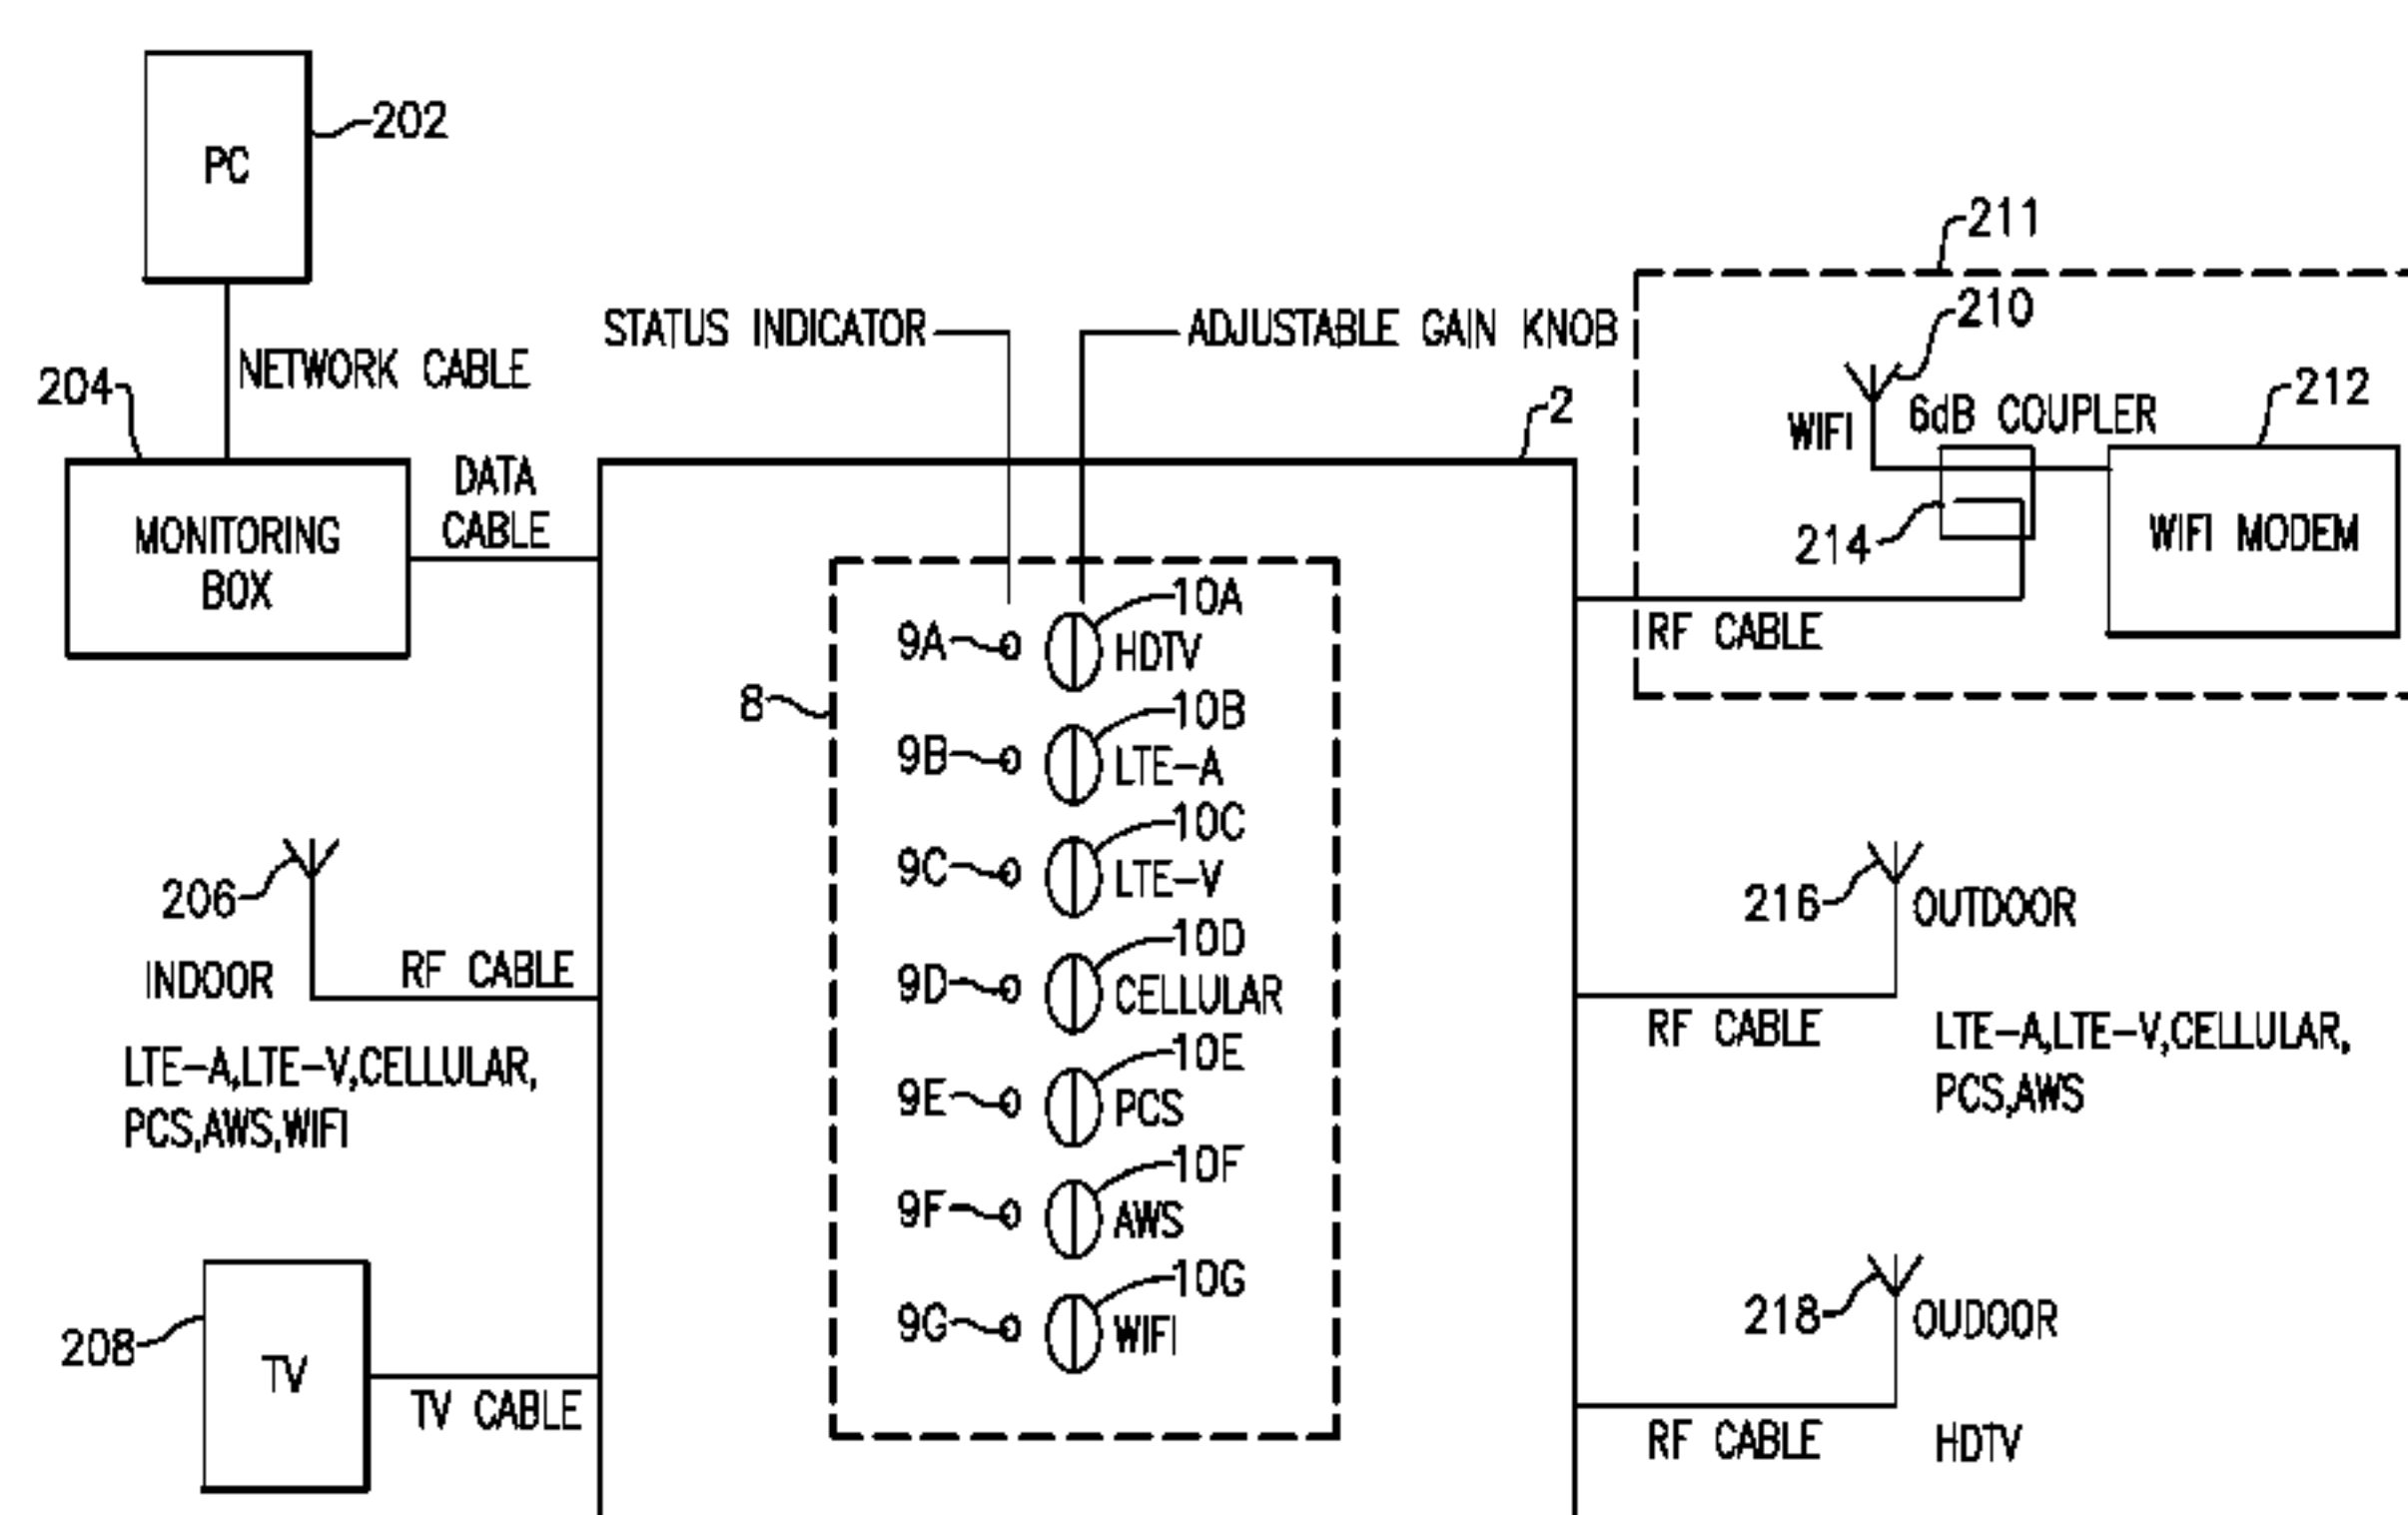 PC
202
NETWORK CABLE
204
MONITORING
BOX
DATA
CABLE
STATUS INDICATOR
ADJUSTABLE GAIN KNOB
2
211
210
WIFI
6dB COUPLER
212
214
WIFI MODEM
RF CABLE
8
9A
10A
HDTV
9B
10B
LTE-A
9C
10C
LTE-V
9D
10D
CELLULAR
9E
10E
PCS
9F
10F
AWS
9G
10G
WIFI
206
INDOOR
RF CABLE
LTE-A,LTE-V,CELLULAR,
PCS,AWS,WIFI
208
TV
TV CABLE
216
OUTDOOR
RF CABLE
LTE-A,LTE-V,CELLULAR,
PCS,AWS
218
OUDOOR
RF CABLE
HDTV